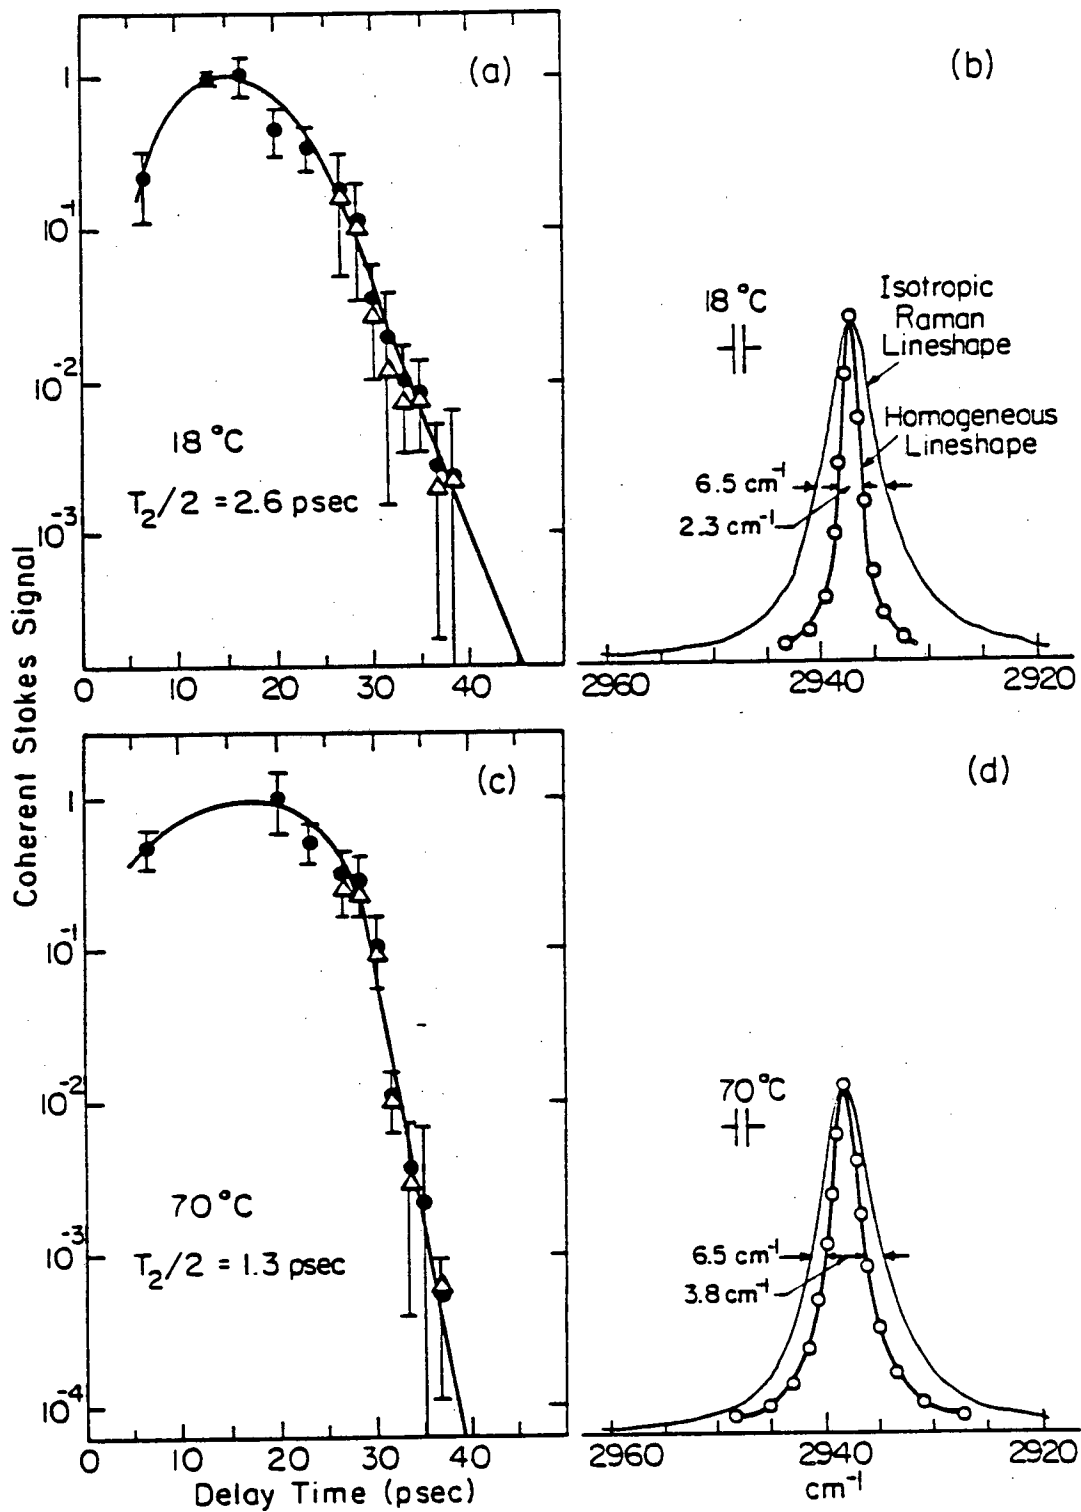 Coherent Stokes Signal
(a)
1
10^-1
10^-2
10^-3
18 °C
T_2/2 = 2.6 psec
0 10 20 30 40
(b)
18 °C
Isotropic
Raman
Lineshape
Homogeneous
Lineshape
6.5 cm^-1
2.3 cm^-1
2960 2940 2920
(c)
1
10^-1
10^-2
10^-3
10^-4
70 °C
T_2/2 = 1.3 psec
0 10 20 30 40
Delay Time (psec)
(d)
70 °C
6.5 cm^-1
3.8 cm^-1
2960 2940 2920
cm^-1